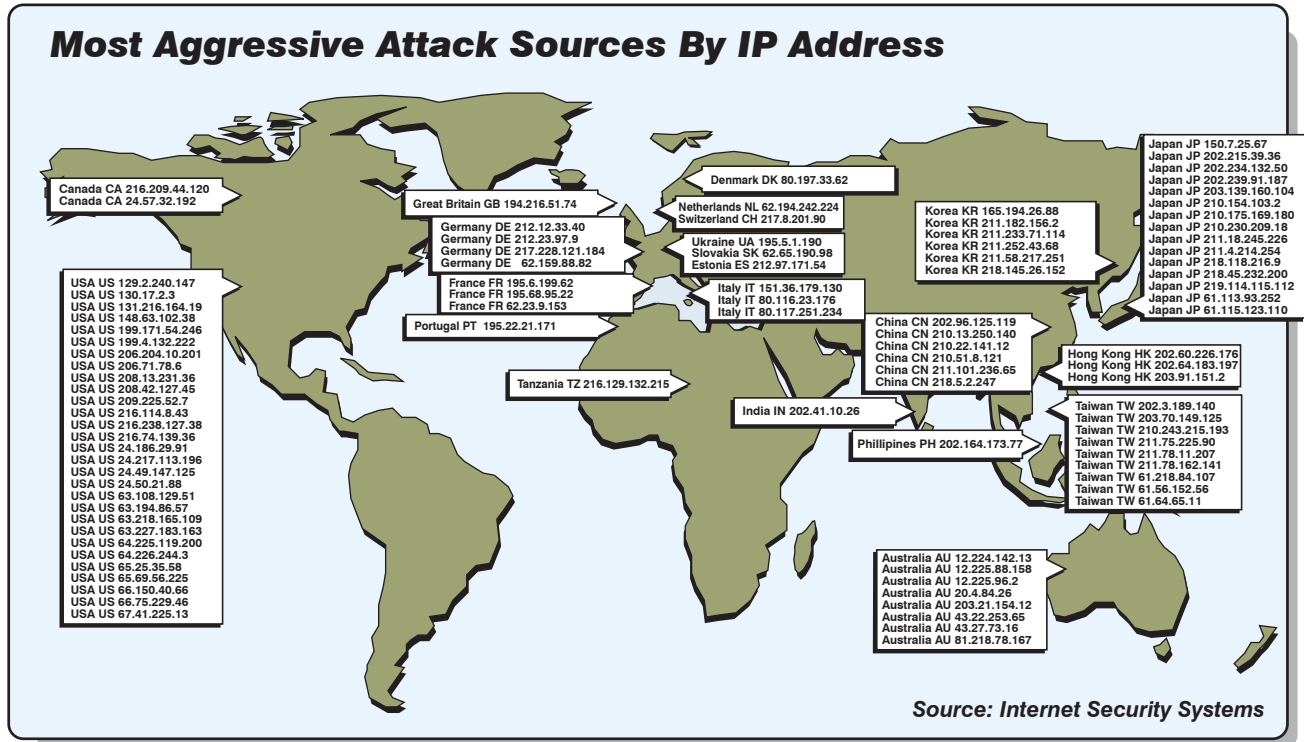 Most Aggressive Attack Sources By IP Address
Canada CA 216.209.44.120
Canada CA 24.57.32.192
USA US 129.2.240.147
USA US 130.17.2.3
USA US 131.216.164.19
USA US 148.63.102.38
USA US 199.171.54.246
USA US 199.4.132.222
USA US 206.204.10.201
USA US 206.71.78.6
USA US 208.13.231.36
USA US 208.42.127.45
USA US 209.225.52.7
USA US 216.114.8.43
USA US 216.238.127.38
USA US 216.74.139.36
USA US 24.186.29.91
USA US 24.217.113.196
USA US 24.49.147.125
USA US 24.50.21.88
USA US 63.108.129.51
USA US 63.194.86.57
USA US 63.218.165.109
USA US 63.227.183.163
USA US 64.225.119.200
USA US 64.226.244.3
USA US 65.25.35.58
USA US 65.69.56.225
USA US 66.150.40.66
USA US 66.75.229.46
USA US 67.41.225.13
Great Britain GB 194.216.51.74
Germany DE 212.12.33.40
Germany DE 212.23.97.9
Germany DE 217.228.121.184
Germany DE 62.159.88.82
France FR 195.6.199.62
France FR 195.68.95.22
France FR 62.23.9.153
Portugal PT 195.22.21.171
Tanzania TZ 216.129.132.215
Denmark DK 80.197.33.62
Netherlands NL 62.194.242.224
Switzerland CH 217.8.201.90
Ukraine UA 195.5.1.190
Slovakia SK 62.65.190.98
Estonia ES 212.97.171.54
Italy IT 151.36.179.130
Italy IT 80.116.23.176
Italy IT 80.117.251.234
India IN 202.41.10.26
Phillipines PH 202.164.173.77
Korea KR 165.194.26.88
Korea KR 211.182.156.2
Korea KR 211.233.71.114
Korea KR 211.252.43.68
Korea KR 211.58.217.251
Korea KR 218.145.26.152
China CN 202.96.125.119
China CN 210.13.250.140
China CN 210.22.141.12
China CN 210.51.8.121
China CN 211.101.236.65
China CN 218.5.2.247
Japan JP 150.7.25.67
Japan JP 202.215.39.36
Japan JP 202.234.132.50
Japan JP 202.239.91.187
Japan JP 203.139.160.104
Japan JP 210.154.103.2
Japan JP 210.175.169.180
Japan JP 210.230.209.18
Japan JP 211.18.245.226
Japan JP 211.4.214.254
Japan JP 218.118.216.9
Japan JP 218.45.232.200
Japan JP 219.114.115.112
Japan JP 61.113.93.252
Japan JP 61.115.123.110
Hong Kong HK 202.60.226.176
Hong Kong HK 202.64.183.197
Hong Kong HK 203.91.151.2
Taiwan TW 202.3.189.140
Taiwan TW 203.70.149.125
Taiwan TW 210.243.215.193
Taiwan TW 211.75.225.90
Taiwan TW 211.78.11.207
Taiwan TW 211.78.162.141
Taiwan TW 61.218.84.107
Taiwan TW 61.56.152.56
Taiwan TW 61.64.65.11
Australia AU 12.224.142.13
Australia AU 12.225.88.158
Australia AU 12.225.96.2
Australia AU 20.4.84.26
Australia AU 203.21.154.12
Australia AU 43.22.253.65
Australia AU 43.27.73.16
Australia AU 81.218.78.167
Source: Internet Security Systems